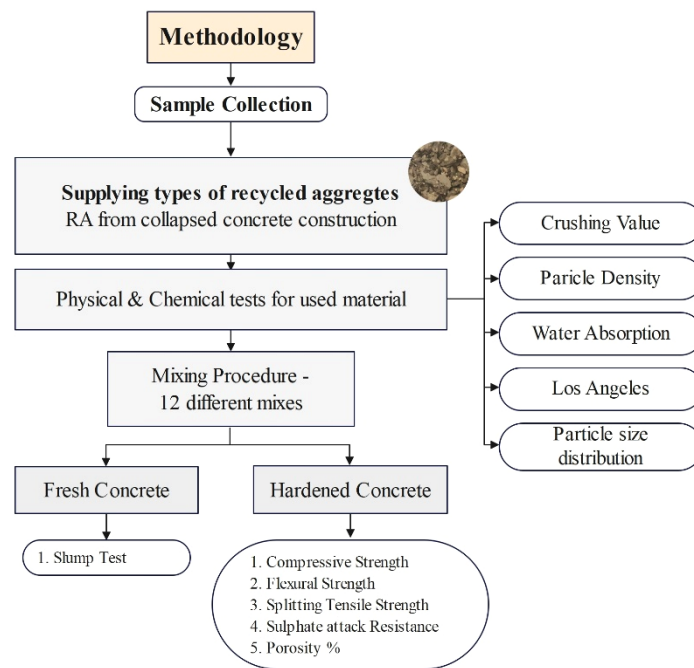 Methodology
Sample Collection
Supplying types of recycled aggregtes
RA from collapsed concrete construction
Physical & Chemical tests for used material
Crushing Value
Paricle Density
Water Absorption
Los Angeles
Particle size
distribution
Mixing Procedure -
12 different mixes
Fresh Concrete
Hardened Concrete
1. Slump Test
1. Compressive Strength
2. Flexural Strength
3. Splitting Tensile Strength
4. Sulphate attack Resistance
5. Porosity %